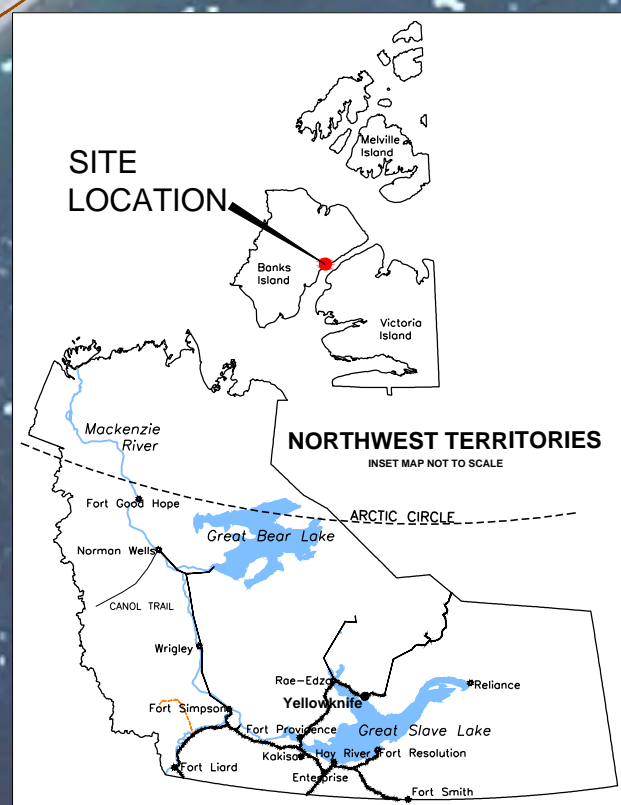 Melville
Island
SITE
LOCATION
Banks
Island
Victoria
Island
Mackenzie
River
NORTHWEST TERRITORIES
INSET MAP NOT TO SCALE
Fort Good Hope
ARCTIC CIRCLE
Great Bear Lake
Norman Wells
CANOL TRAIL
Wrigley
Rae-Edzo
Reliance
Yellowknife
Fort Simpson
Fort Providence
Great Slave Lake
Kakisa
Hay River
Fort Resolution
Fort Liard
Enterprise
Fort Smith